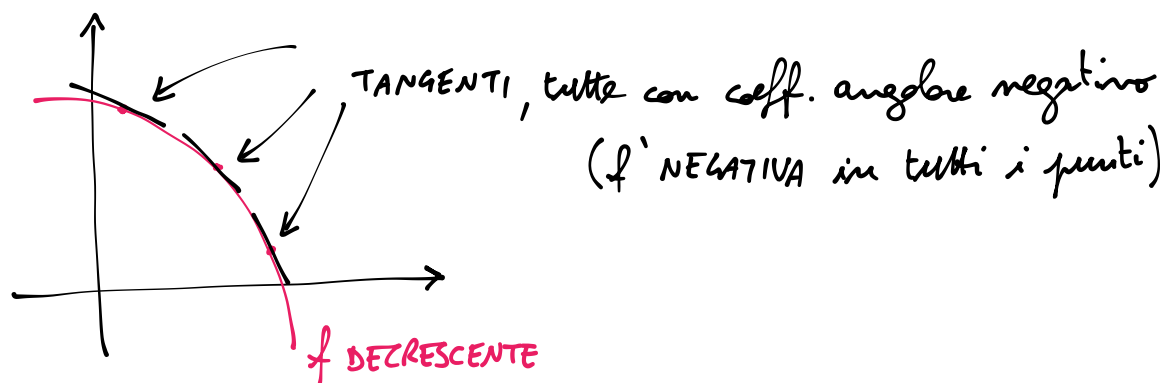 TANGENTI, tutte con coeff. angolare negativo
(f' NEGATIVA in tutti i punti)
f DECRESCENTE